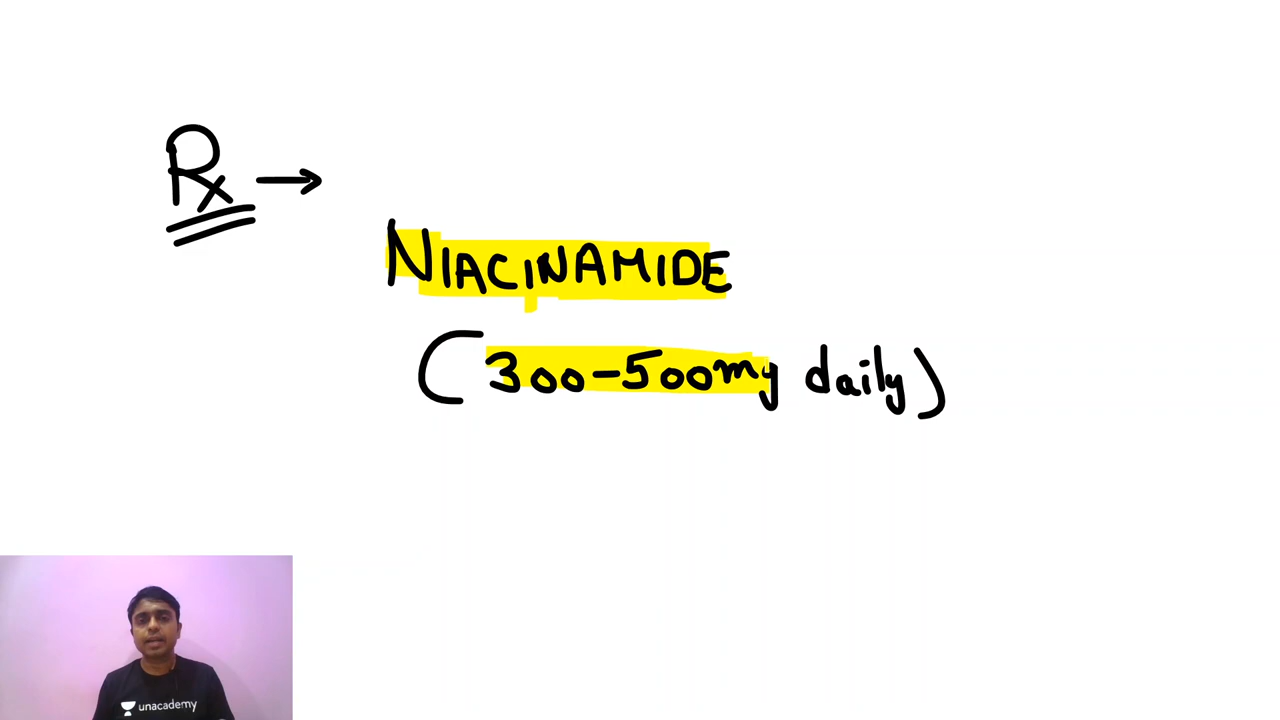 Rx →
NIACINAMIDE
(300-500mg daily)
unacademy